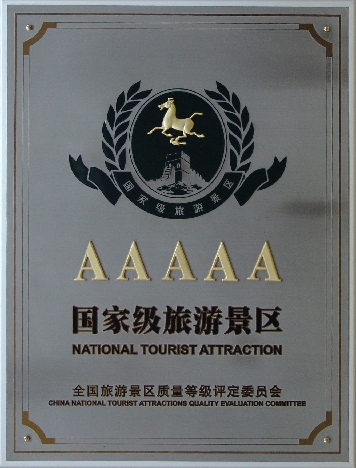 国家级旅游景区
AAAAA
国家级旅游景区
NATIONAL TOURIST ATTRACTION
全国旅游景区质量等级评定委员会
CHINA NATIONAL TOURIST ATTRACTIONS QUALITY EVALUATION COMMITTEE